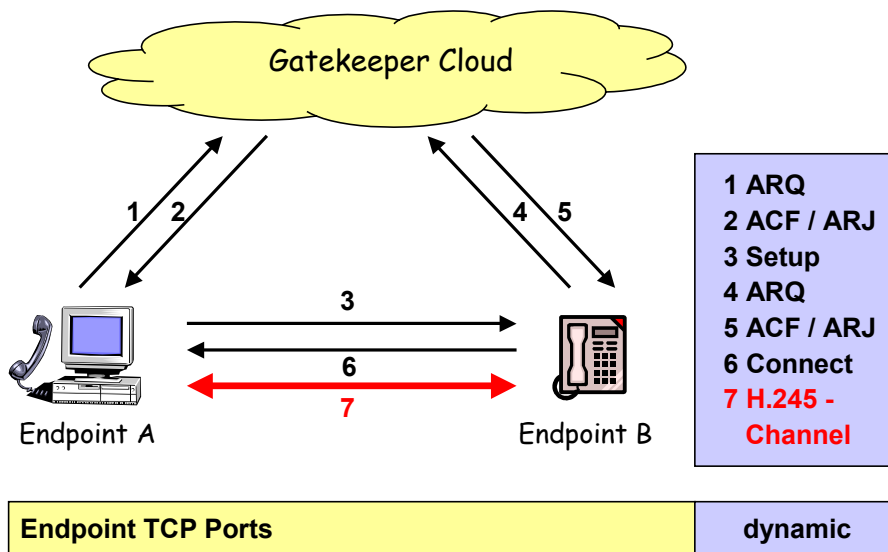 Gatekeeper Cloud
1
2
4
5
3
6
7
Endpoint A
Endpoint B
1 ARQ
2 ACF / ARJ
3 Setup
4 ARQ
5 ACF / ARJ
6 Connect
7 H.245 -
Channel
Endpoint TCP Ports
dynamic